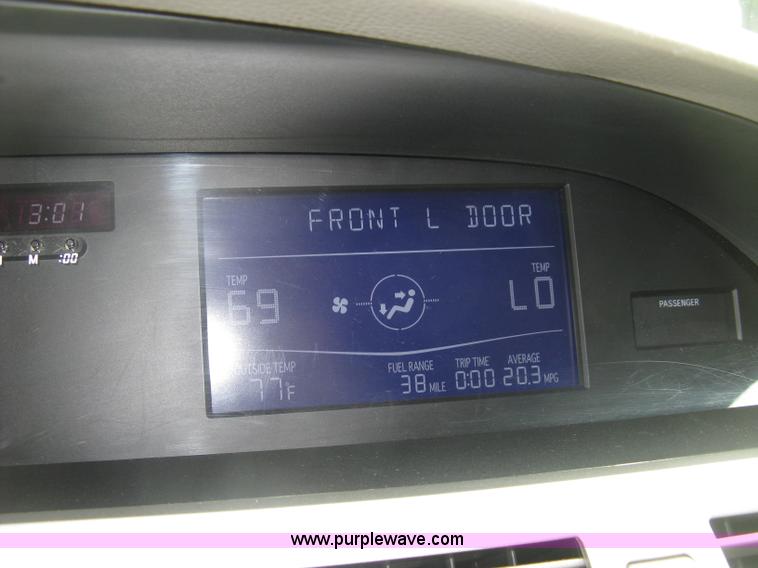 FRONT L DOOR
3:01
M :00
TEMP
69
TEMP
LO
PASSENGER
OUTSIDE TEMP
77F
FUEL RANGE
38 MILE
TRIP TIME
0:00
AVERAGE
20.3 MPG
www.purplewave.com